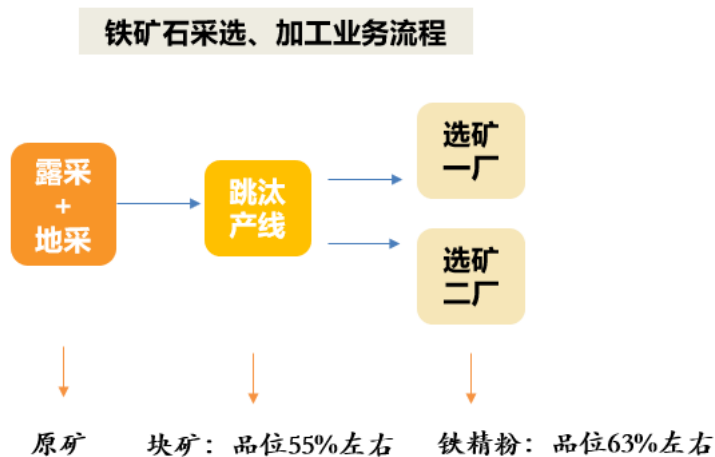 铁矿石采选、加工业务流程
露采
+
地采
跳汰
产线
选矿
一厂
选矿
二厂
原矿
块矿：品位55%左右
铁精粉：品位63%左右